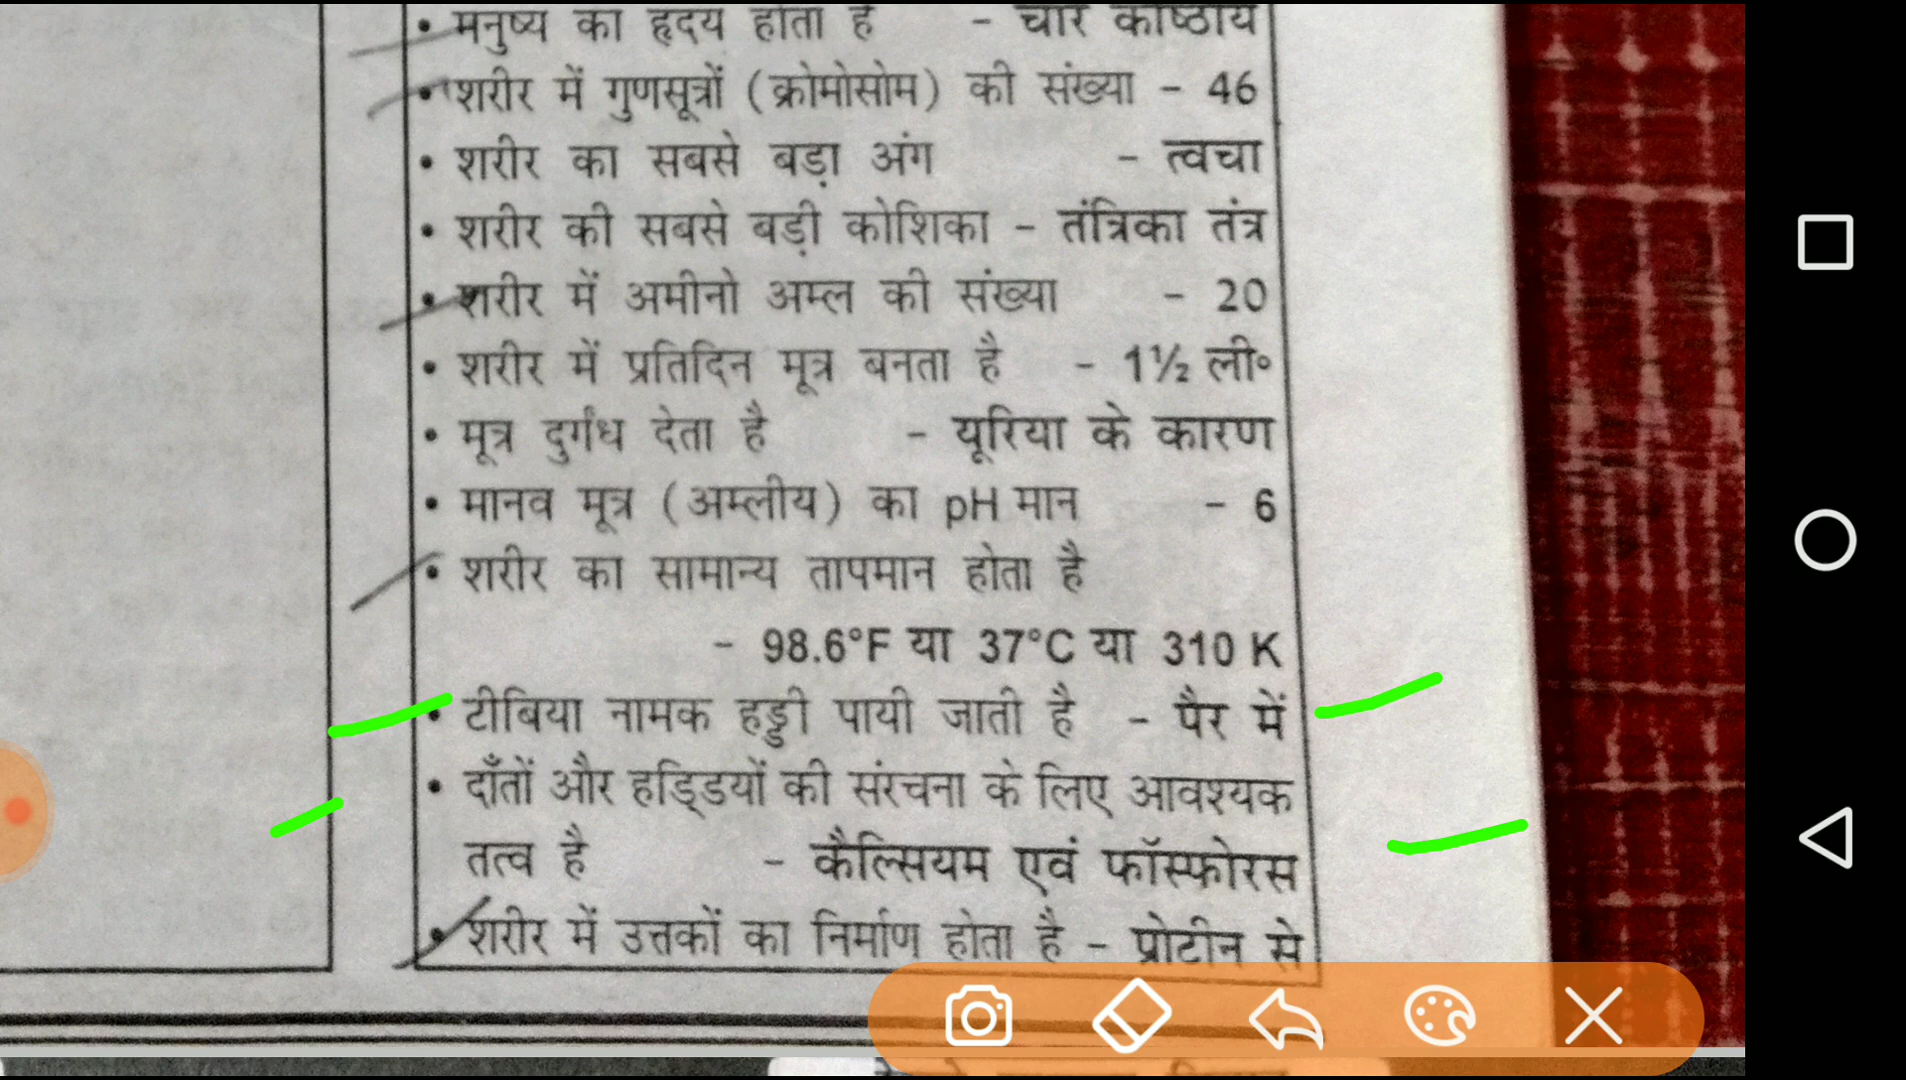 • मनुष्य का हृदय होता है - चार कोष्ठीय
• शरीर में गुणसूत्रों (क्रोमोसोम) की संख्या - 46
• शरीर का सबसे बड़ा अंग - त्वचा
• शरीर की सबसे बड़ी कोशिका - तंत्रिका तंत्र
• शरीर में अमीनो अम्ल की संख्या - 20
• शरीर में प्रतिदिन मूत्र बनता है - 1½ ली॰
• मूत्र दुर्गंध देता है - यूरिया के कारण
• मानव मूत्र (अम्लीय) का pH मान - 6
• शरीर का सामान्य तापमान होता है
- 98.6°F या 37°C या 310 K
• टीबिया नामक हड्डी पायी जाती है - पैर में
• दाँतों और हड्डियों की संरचना के लिए आवश्यक
तत्व है - कैल्सियम एवं फॉस्फोरस
• शरीर में उत्तकों का निर्माण होता है - प्रोटीन से